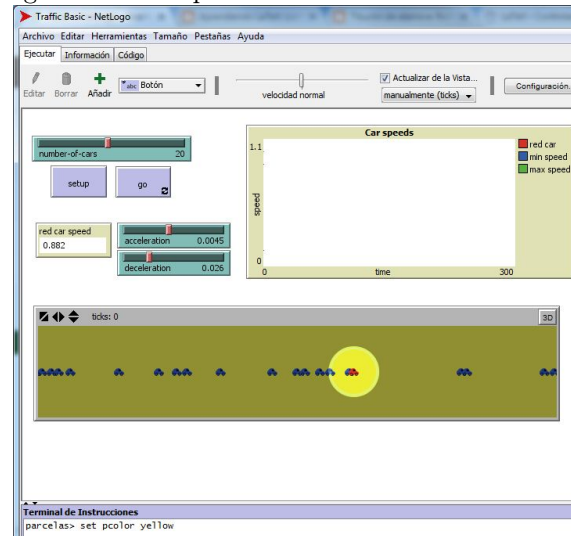 Traffic Basic - NetLogo
Archivo Editar Herramientas Tamaño Pestañas Ayuda
Ejecutar Información Código
Editar Borrar Añadir
abc Botón
velocidad normal
Actualizar de la Vista...
manualmente (ticks)
Configuración.
number-of-cars 20
setup go
red car speed
0.882
acceleration 0.0045
deceleration 0.026
Car speeds
1.1
speed
0
0 time 300
red car
min speed
max speed
ticks: 0
3D
Terminal de Instrucciones
parcelas> set pcolor yellow